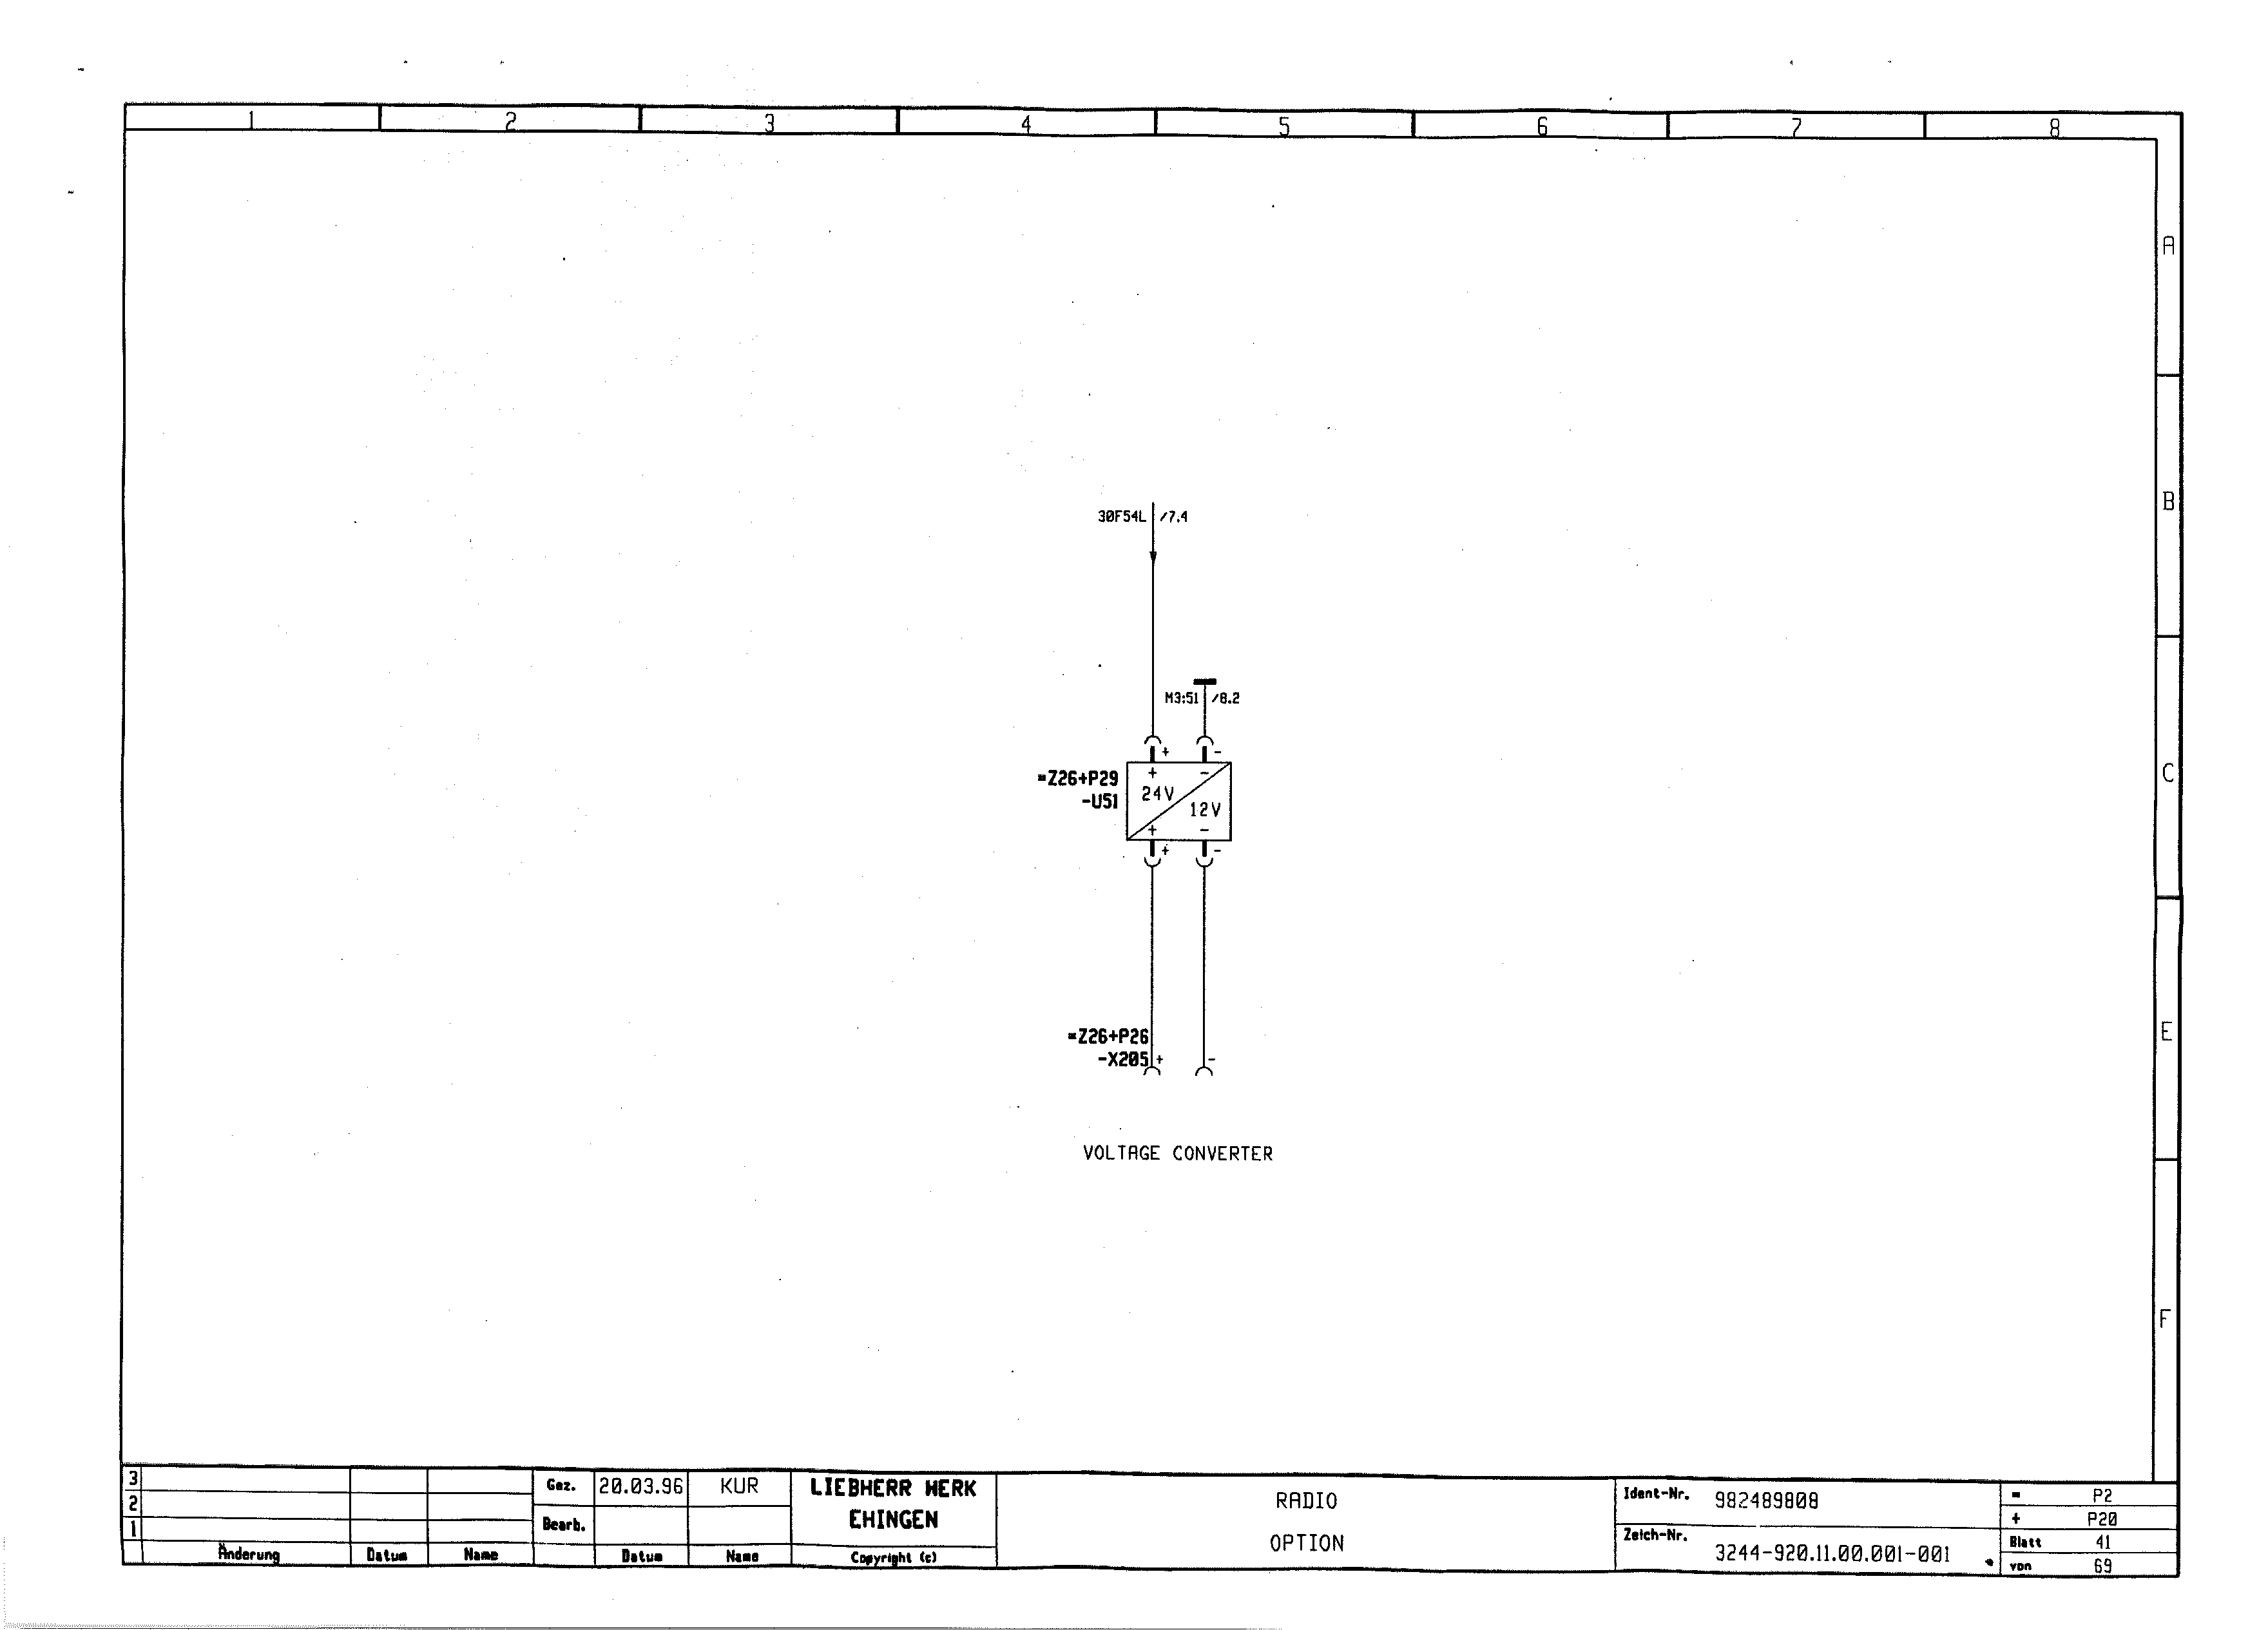 1 2 3 4 5 6 7 8
A
B
30F54L /7.4
M3:51 /8.2
+ -
=Z26+P29
-U51
+ -
24V
12V
+ -
+ -
C
=Z26+P26
-X205 + -
E
VOLTAGE CONVERTER
F
3
2
1
Änderung Datum Name
Gez. 20.03.96 KUR
Bearb.
Datum Name
LIEBHERR WERK
EHINGEN
Copyright (c)
RADIO
OPTION
Ident-Nr. 982489808
Zeich-Nr. 3244-920.11.00.001-001 *
= P2
+ P20
Blatt 41
von 69